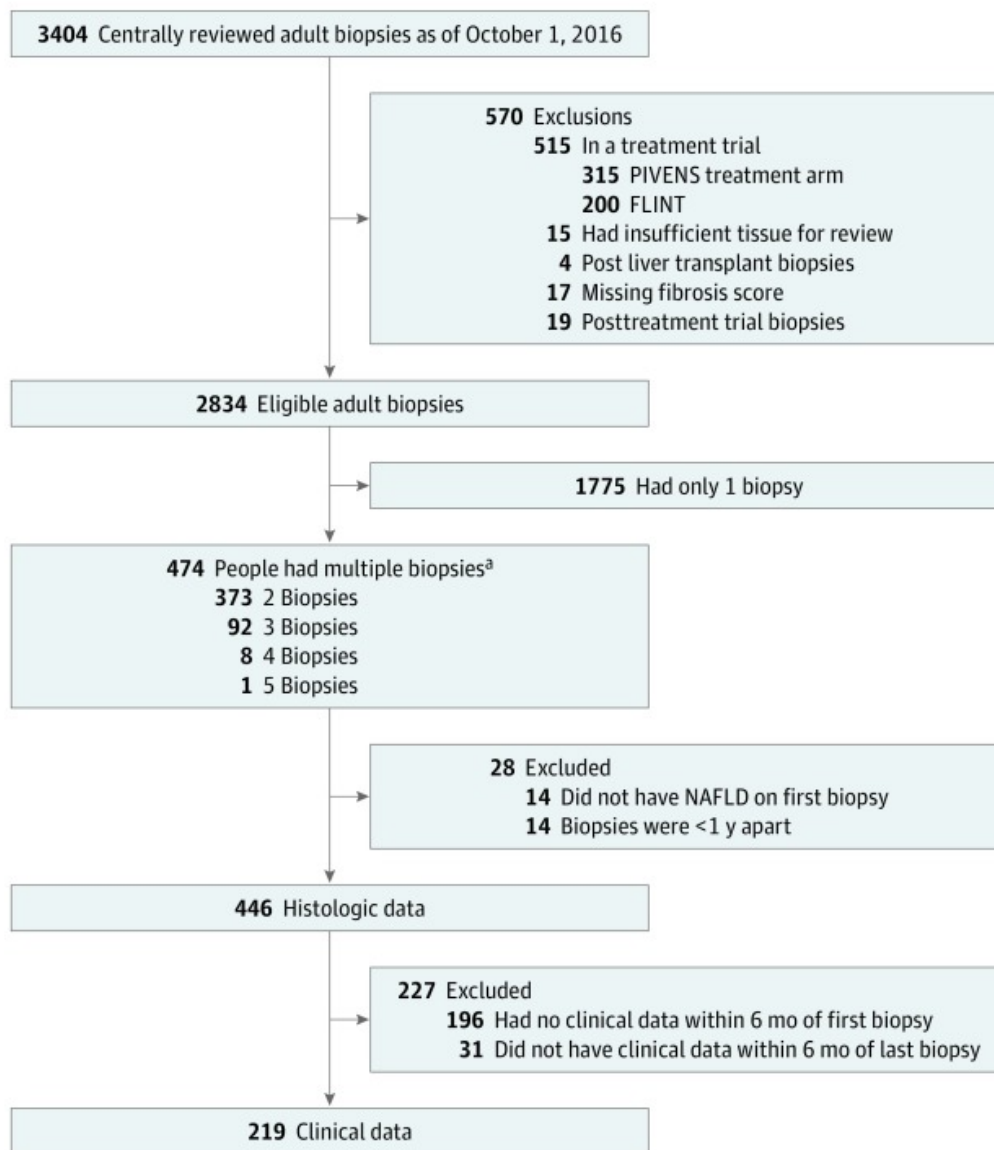 3404 Centrally reviewed adult biopsies as of October 1, 2016
570 Exclusions
515 In a treatment trial
315 PIVENS treatment arm
200 FLINT
15 Had insufficient tissue for review
4 Post liver transplant biopsies
17 Missing fibrosis score
19 Posttreatment trial biopsies
2834 Eligible adult biopsies
1775 Had only 1 biopsy
474 People had multiple biopsiesᵃ
373 2 Biopsies
92 3 Biopsies
8 4 Biopsies
1 5 Biopsies
28 Excluded
14 Did not have NAFLD on first biopsy
14 Biopsies were <1 y apart
446 Histologic data
227 Excluded
196 Had no clinical data within 6 mo of first biopsy
31 Did not have clinical data within 6 mo of last biopsy
219 Clinical data